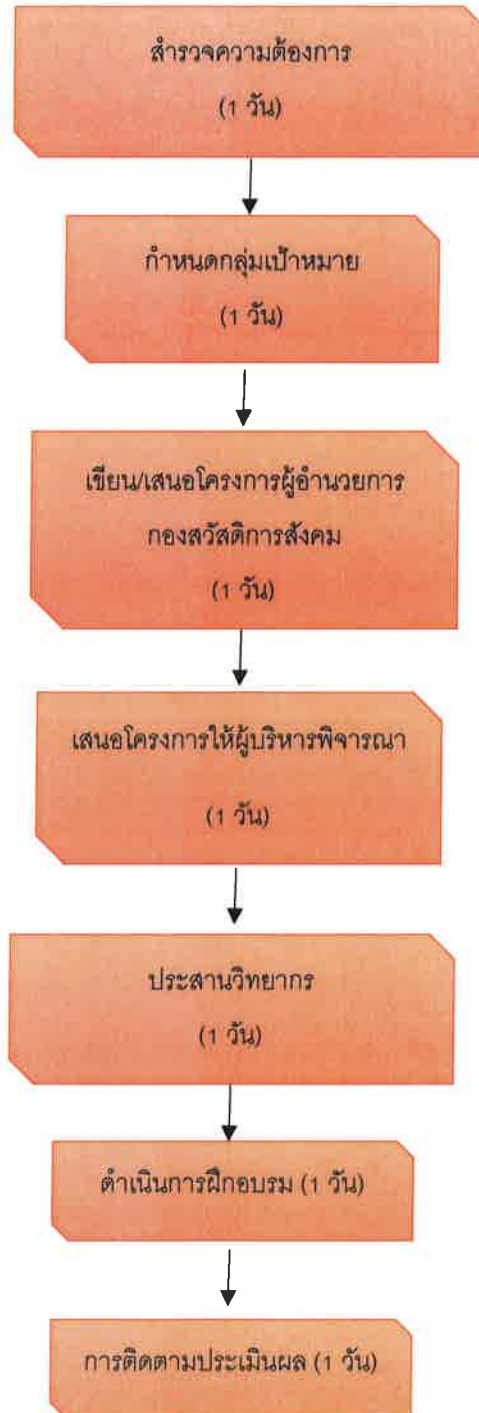 สำรวจความต้องการ
(1 วัน)
กำหนดกลุ่มเป้าหมาย
(1 วัน)
เขียน/เสนอโครงการผู้อำนวยการ
กองสวัสดิการสังคม
(1 วัน)
เสนอโครงการให้ผู้บริหารพิจารณา
(1 วัน)
ประสานวิทยากร
(1 วัน)
ดำเนินการฝึกอบรม (1 วัน)
การติดตามประเมินผล (1 วัน)